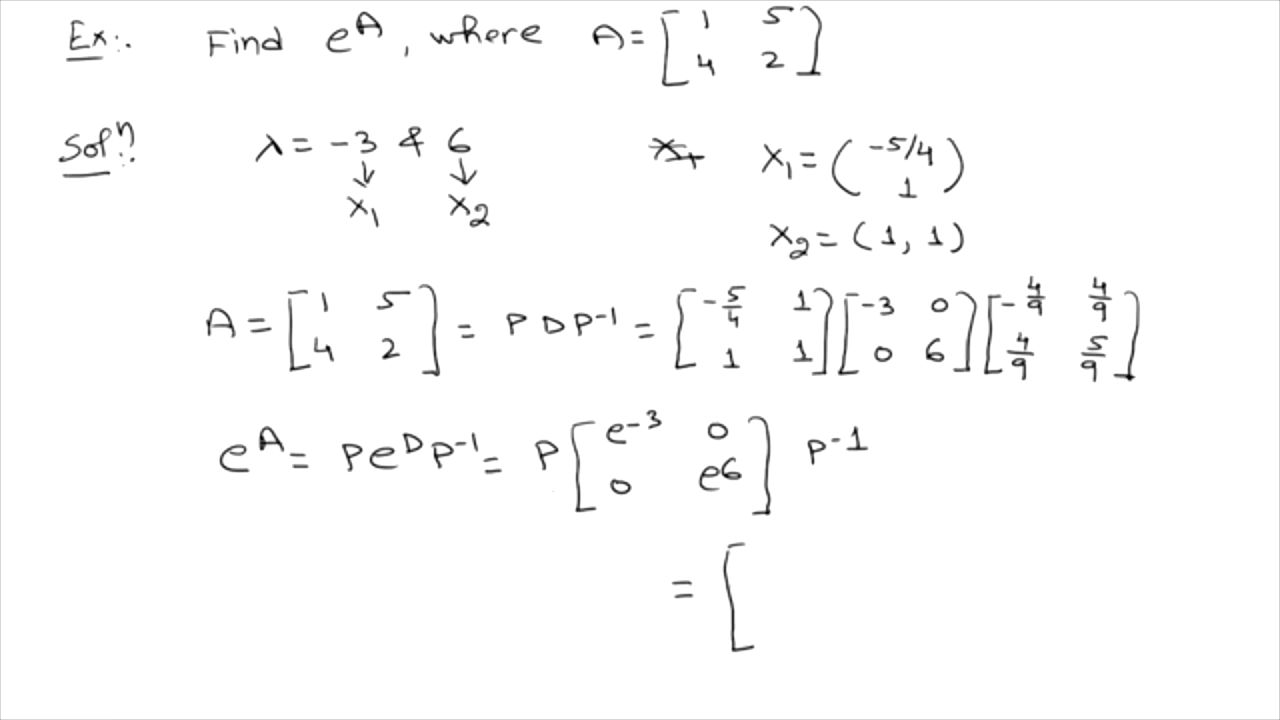 Ex:. Find e^A, where A = [1 5; 4 2]
Solⁿ: λ = -3 & 6 X₁ = (-5/4; 1)
↓ ↓
X₁ X₂ X₂ = (1, 1)
A = [1 5; 4 2] = P D P⁻¹ = [-5/4 1; 1 1] [-3 0; 0 6] [-4/9 4/9; 4/9 5/9]
e^A = P e^D P⁻¹ = P [e⁻³ 0; 0 e⁶] P⁻¹
= [